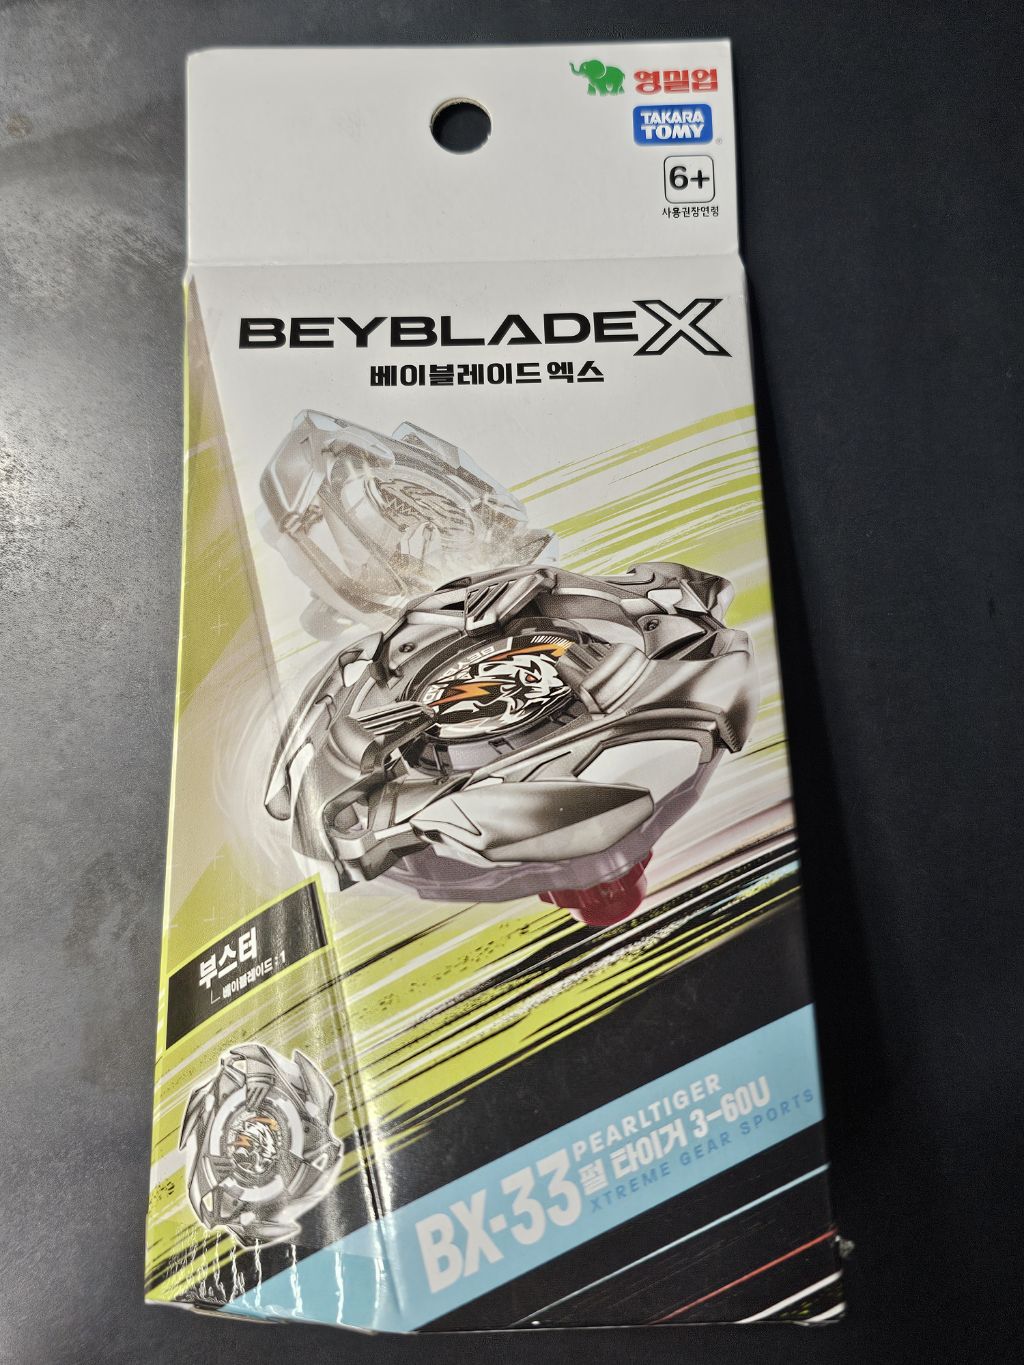 영밀업
TAKARA
TOMY
6+
사용권장연령
BEYBLADE X
베이블레이드 엑스
부스터
베이블레이드 : 1
BX-33
PEARLTIGER
펄 타이거 3-60U
XTREME GEAR SPORTS